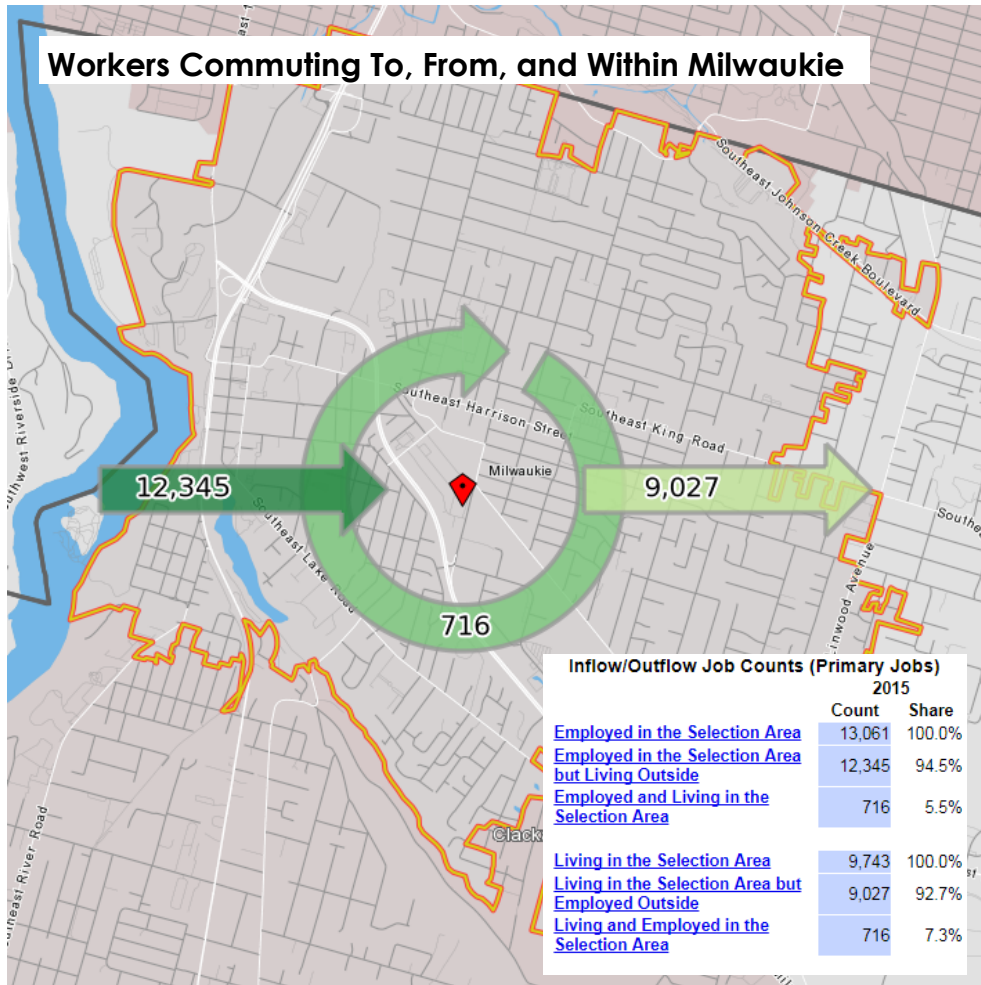 Workers Commuting To, From, and Within Milwaukie
Southeast Johnson Creek Boulevard
Southwest Riverside
Southeast Harrison Street
Southeast King Road
Milwaukie
12,345
9,027
Southeast Lake Road
716
Linwood Avenue
Inflow/Outflow Job Counts (Primary Jobs)
2015
Count Share
Employed in the Selection Area 13,061 100.0%
Employed in the Selection Area
but Living Outside 12,345 94.5%
Employed and Living in the
Selection Area 716 5.5%
Clack
Living in the Selection Area 9,743 100.0%
Living in the Selection Area but
Employed Outside 9,027 92.7%
Living and Employed in the
Selection Area 716 7.3%
Southeast River Road